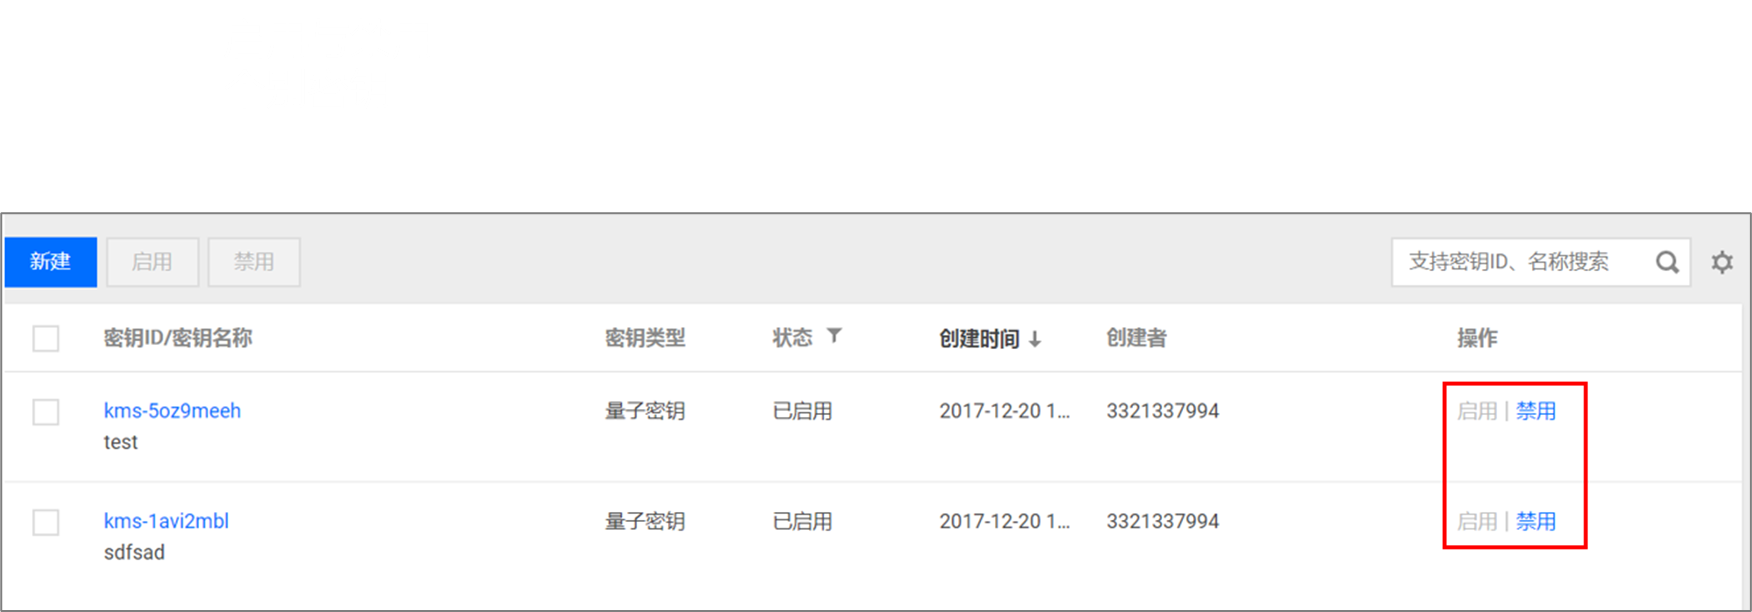 新建 启用 禁用 支持密钥ID、名称搜索
密钥ID/密钥名称 密钥类型 状态 创建时间 创建者 操作
kms-5oz9meeh 量子密钥 已启用 2017-12-20 1... 3321337994 启用 | 禁用
test
kms-1avi2mbl 量子密钥 已启用 2017-12-20 1... 3321337994 启用 | 禁用
sdfsad